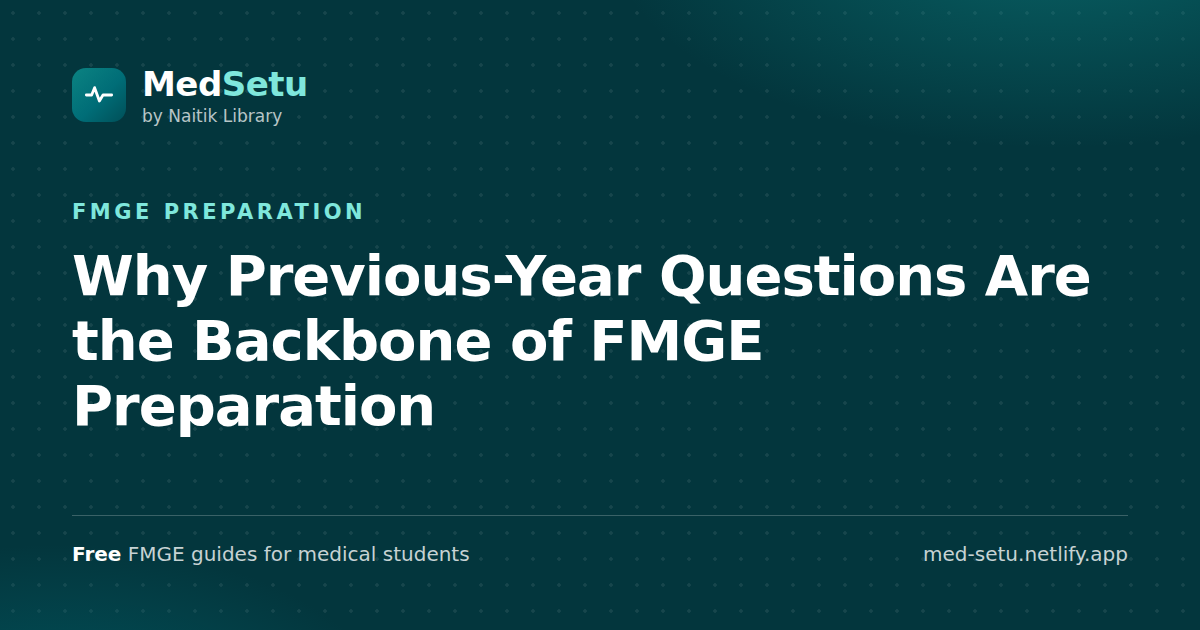 MedSetu
by Naitik Library
FMGE PREPARATION
Why Previous-Year Questions Are
the Backbone of FMGE
Preparation
Free FMGE guides for medical students
med-setu.netlify.app